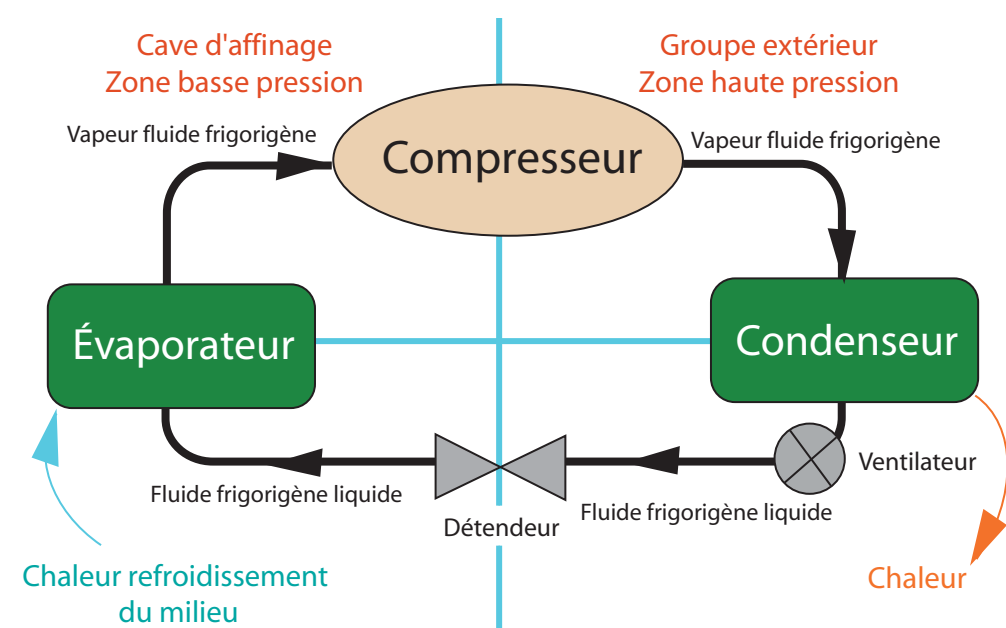 Cave d'affinage
Zone basse pression
Groupe extérieur
Zone haute pression
Vapeur fluide frigorigène
Compresseur
Vapeur fluide frigorigène
Évaporateur
Condenseur
Ventilateur
Fluide frigorigène liquide
Détendeur
Fluide frigorigène liquide
Chaleur refroidissement
du milieu
Chaleur